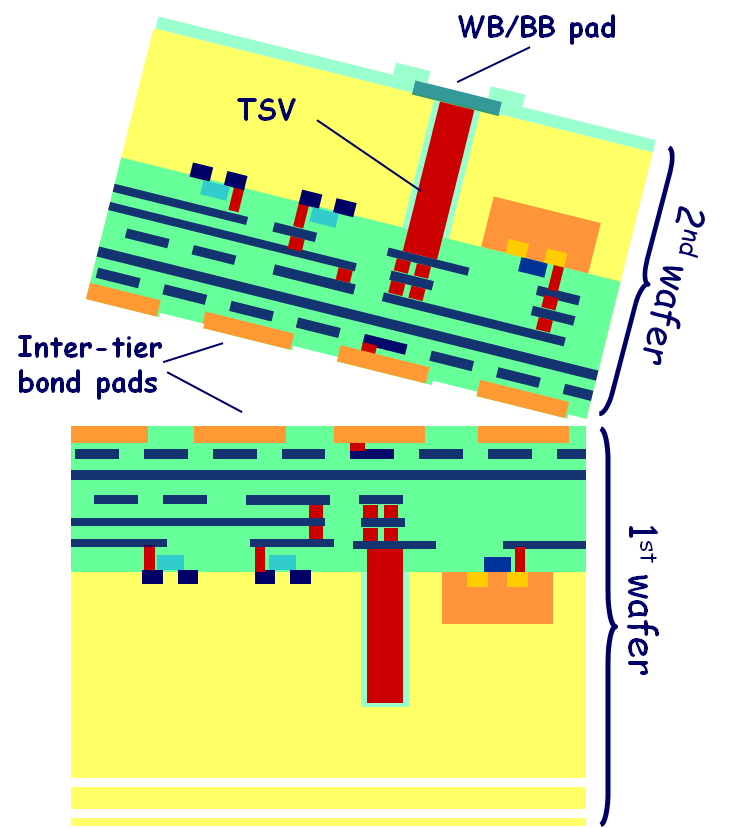 WB/BB pad
TSV
2nd wafer
Inter-tier
bond pads
1st wafer